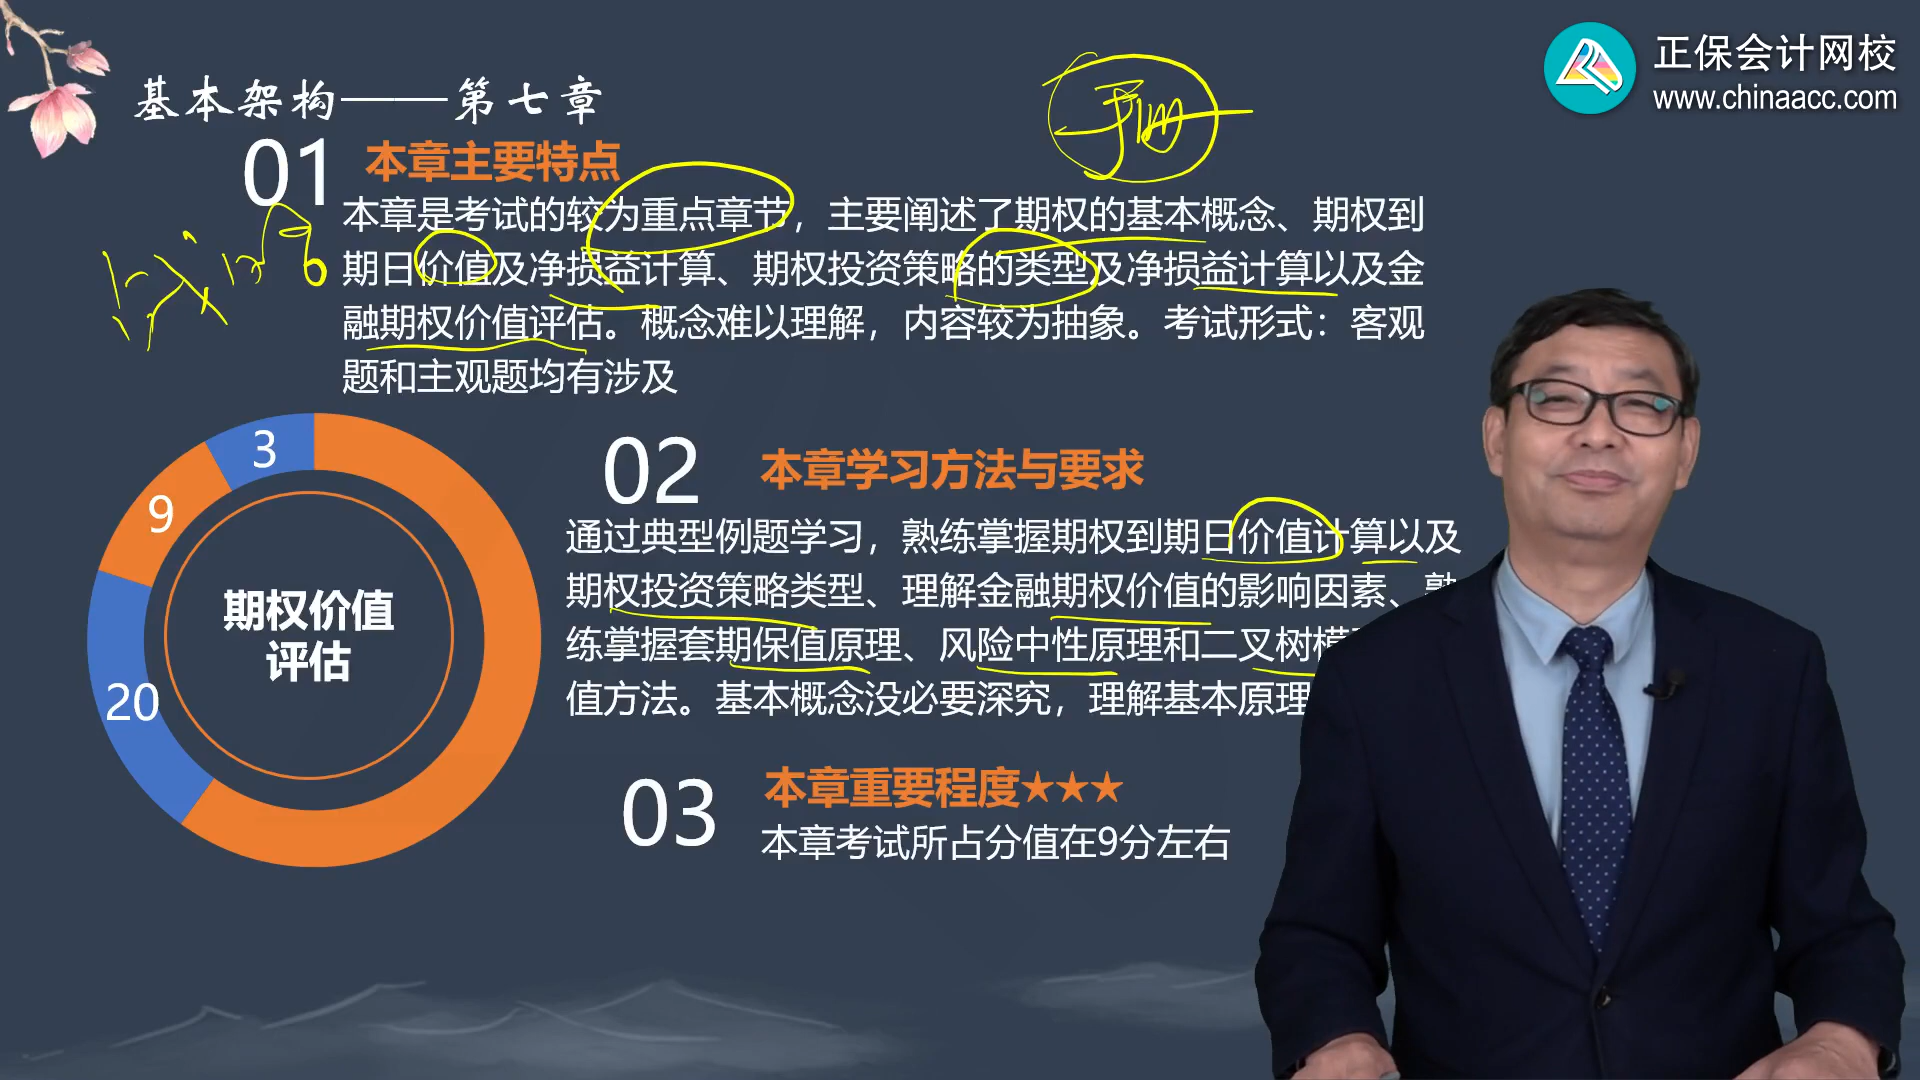 正保会计网校
www.chinaacc.com
基本架构——第七章
01 本章主要特点
本章是考试的较为重点章节，主要阐述了期权的基本概念、期权到
期日价值及净损益计算、期权投资策略的类型及净损益计算以及金
融期权价值评估。概念难以理解，内容较为抽象。考试形式：客观
题和主观题均有涉及
3
9
20
期权价值
评估
02 本章学习方法与要求
通过典型例题学习，熟练掌握期权到期日价值计算以及
期权投资策略类型、理解金融期权价值的影响因素、熟
练掌握套期保值原理、风险中性原理和二叉树模
值方法。基本概念没必要深究，理解基本原理
03 本章重要程度★★★
本章考试所占分值在9分左右